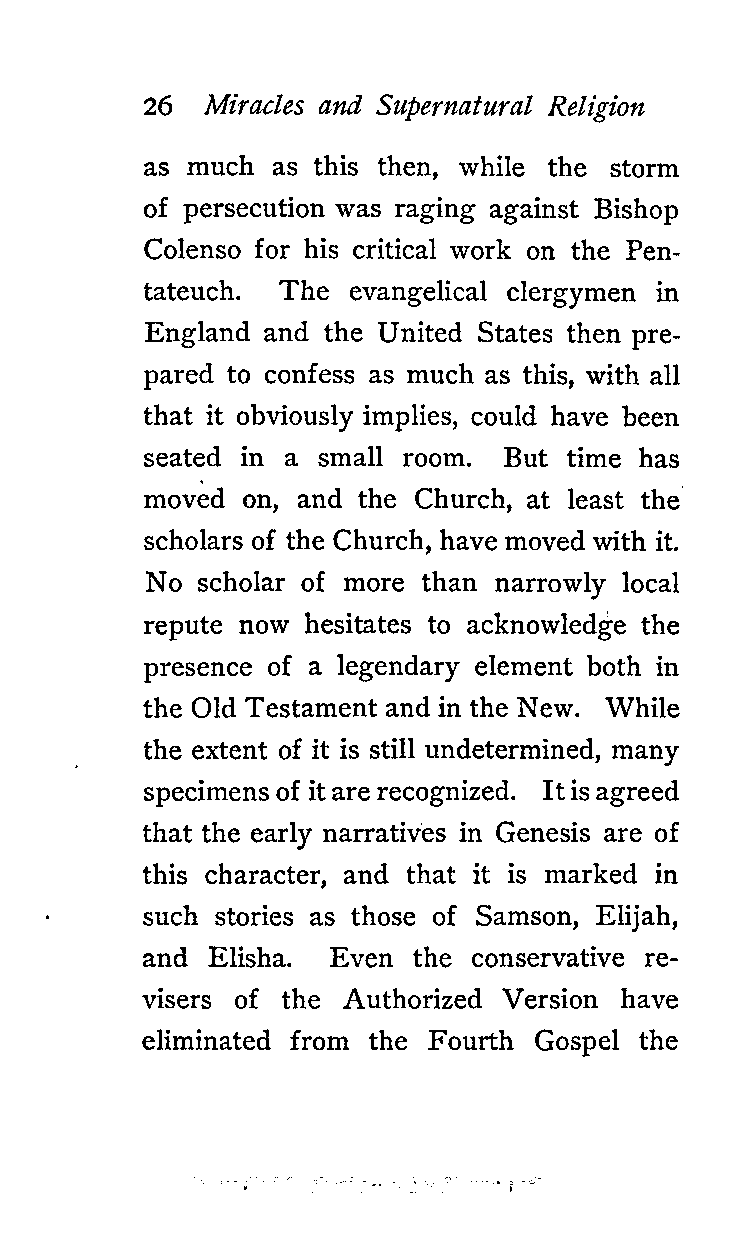 26 Miracles and Supernatural Religion
as much as this then, while the storm
of persecution was raging against Bishop
Colenso for his critical work on the Pen-
tateuch. The evangelical clergymen in
England and the United States then pre-
pared to confess as much as this, with all
that it obviously implies, could have been
seated in a small room. But time has
moved on, and the Church, at least the
scholars of the Church, have moved with it.
No scholar of more than narrowly local
repute now hesitates to acknowledge the
presence of a legendary element both in
the Old Testament and in the New. While
the extent of it is still undetermined, many
specimens of it are recognized. It is agreed
that the early narratives in Genesis are of
this character, and that it is marked in
such stories as those of Samson, Elijah,
and Elisha. Even the conservative re-
visers of the Authorized Version have
eliminated from the Fourth Gospel the